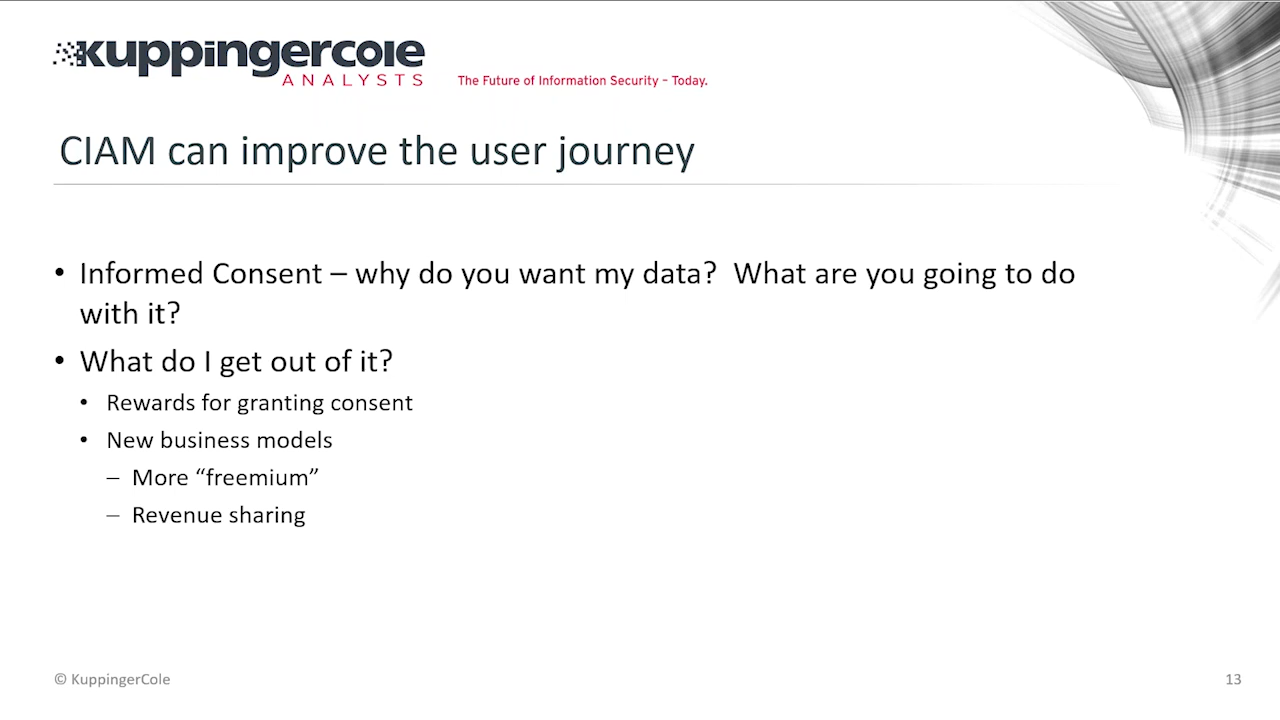 kuppingercole
ANALYSTS
The Future of Information Security – Today.
CIAM can improve the user journey
• Informed Consent – why do you want my data?  What are you going to do
with it?
• What do I get out of it?
• Rewards for granting consent
• New business models
– More “freemium”
– Revenue sharing
© KuppingerCole
13